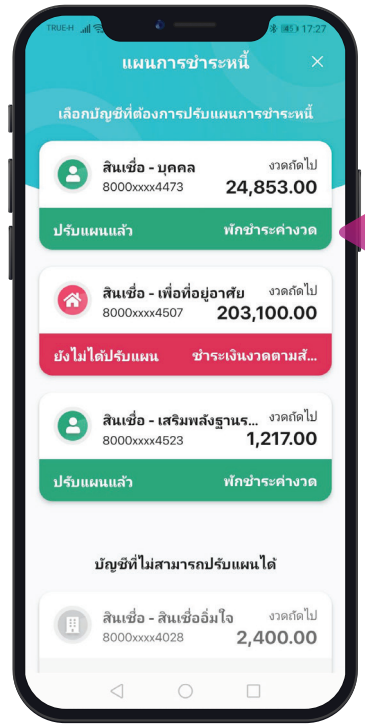 TRUE-H 17:27
แผนการชำระหนี้
เลือกบัญชีที่ต้องการปรับแผนการชำระหนี้
สินเชื่อ - บุคคล งวดถัดไป
8000xxxx4473 24,853.00
ปรับแผนแล้ว พักชำระค่างวด
สินเชื่อ - เพื่อที่อยู่อาศัย งวดถัดไป
8000xxxx4507 203,100.00
ยังไม่ได้ปรับแผน ชำระเงินงวดตามสั...
สินเชื่อ - เสริมพลังฐานร... งวดถัดไป
8000xxxx4523 1,217.00
ปรับแผนแล้ว พักชำระค่างวด
บัญชีที่ไม่สามารถปรับแผนได้
สินเชื่อ - สินเชื่ออิ่มใจ งวดถัดไป
8000xxxx4028 2,400.00